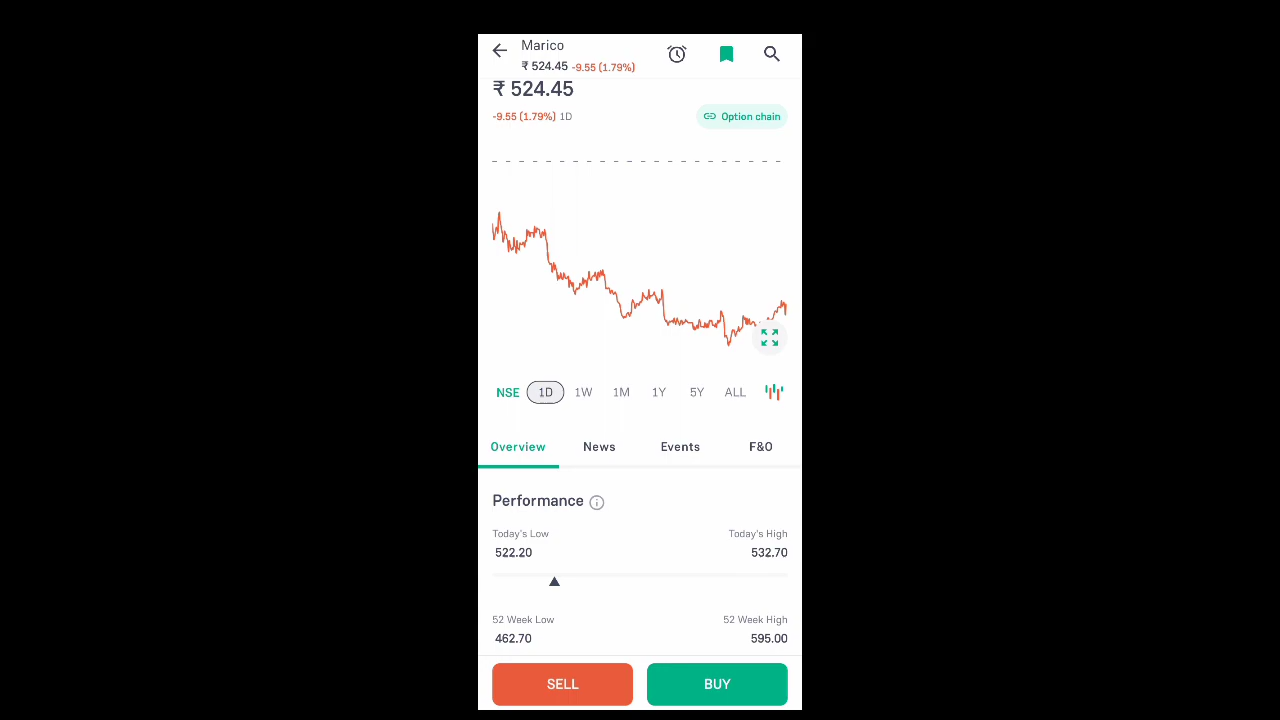 Marico
₹ 524.45 -9.55 (1.79%)
₹ 524.45
-9.55 (1.79%) 1D
Option chain
NSE 1D 1W 1M 1Y 5Y ALL
Overview News Events F&O
Performance
Today's Low Today's High
522.20 532.70
52 Week Low 52 Week High
462.70 595.00
SELL BUY